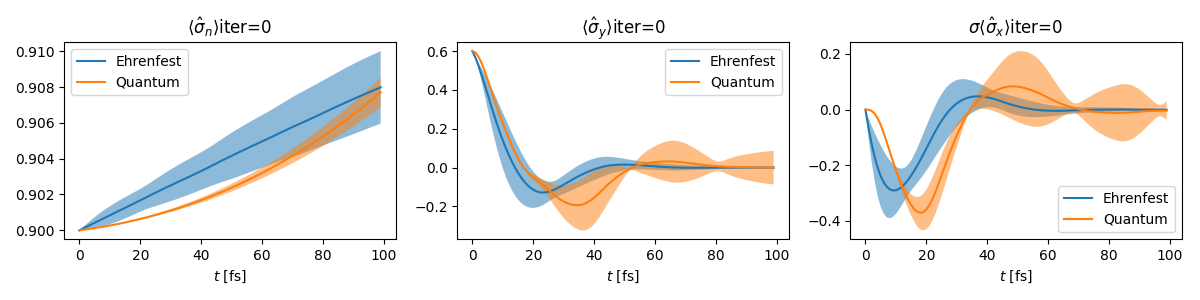 ⟨σ̂ₙ⟩iter=0
0.910
0.908
0.906
0.904
0.902
0.900
Ehrenfest
Quantum
0 20 40 60 80 100
t [fs]
⟨σ̂ᵧ⟩iter=0
0.6
0.4
0.2
0.0
−0.2
Ehrenfest
Quantum
0 20 40 60 80 100
t [fs]
σ⟨σ̂ₓ⟩iter=0
0.2
0.0
−0.2
−0.4
Ehrenfest
Quantum
0 20 40 60 80 100
t [fs]